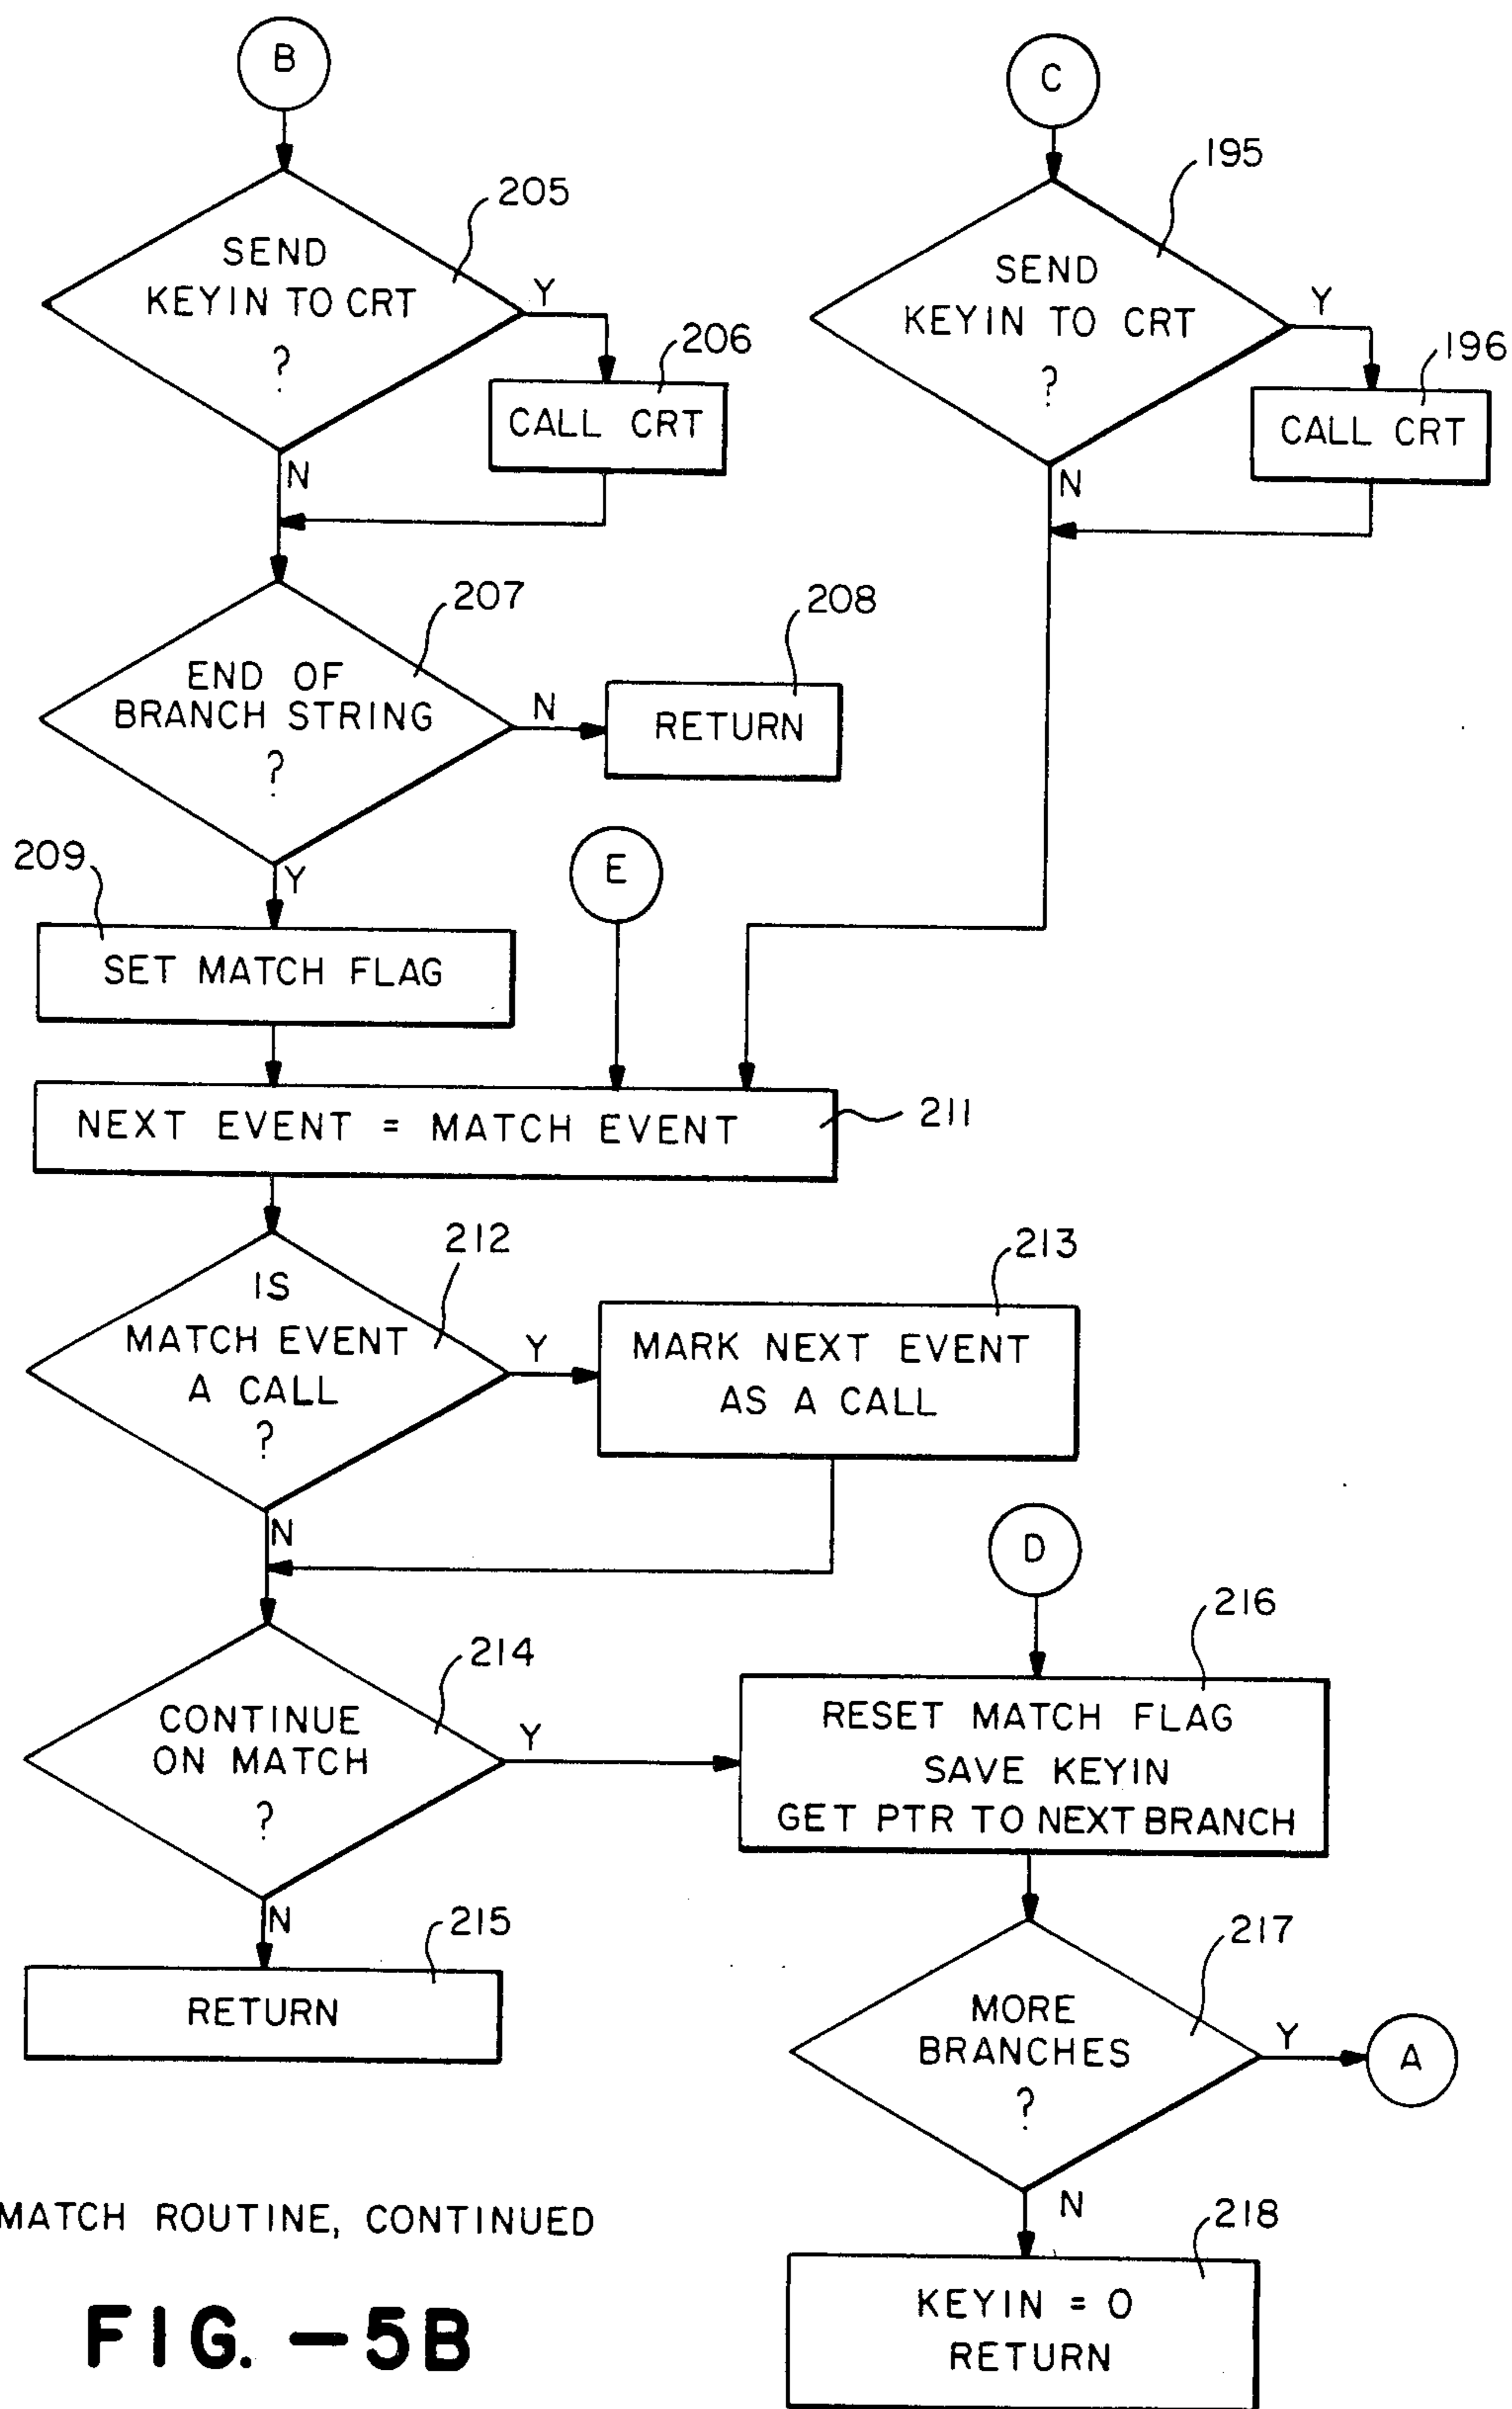 B
205
SEND
KEYIN TO CRT
?
Y
206
CALL CRT
N
C
195
SEND
KEYIN TO CRT
?
Y
196
CALL CRT
N
207
END OF
BRANCH STRING
?
N
208
RETURN
Y
209
SET MATCH FLAG
E
NEXT EVENT = MATCH EVENT
211
212
IS
MATCH EVENT
A CALL
?
Y
213
MARK NEXT EVENT
AS A CALL
N
214
CONTINUE
ON MATCH
?
Y
N
215
RETURN
D
216
RESET MATCH FLAG
SAVE KEYIN
GET PTR TO NEXT BRANCH
217
MORE
BRANCHES
?
Y
A
N
218
KEYIN = 0
RETURN
MATCH ROUTINE, CONTINUED
FIG. -5B